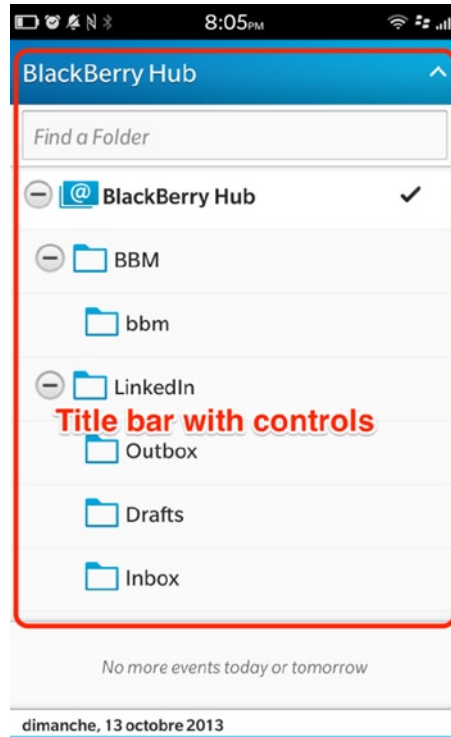 8:05PM
BlackBerry Hub
Find a Folder
@ BlackBerry Hub
BBM
bbm
LinkedIn
Title bar with controls
Outbox
Drafts
Inbox
No more events today or tomorrow
dimanche, 13 octobre 2013